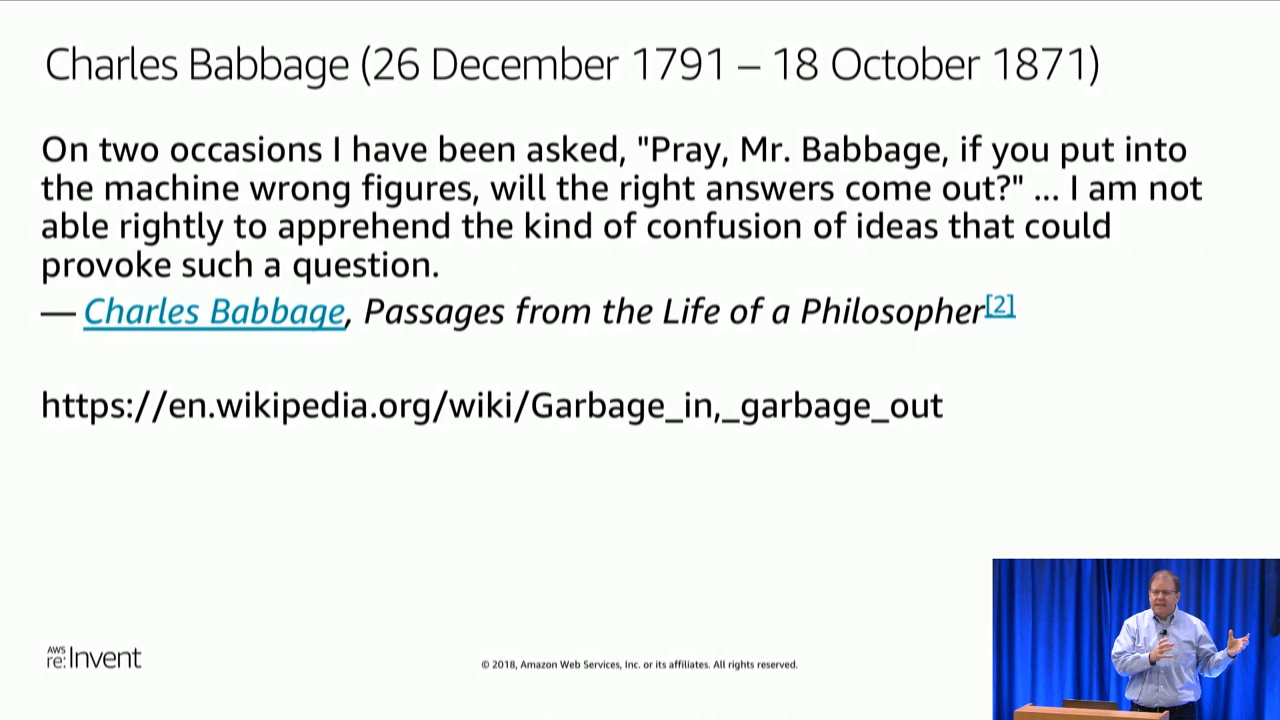 Charles Babbage (26 December 1791 – 18 October 1871)
On two occasions I have been asked, "Pray, Mr. Babbage, if you put into
the machine wrong figures, will the right answers come out?" ... I am not
able rightly to apprehend the kind of confusion of ideas that could
provoke such a question.
— Charles Babbage, Passages from the Life of a Philosopher[2]
https://en.wikipedia.org/wiki/Garbage_in,_garbage_out
AWS
re:Invent
© 2018, Amazon Web Services, Inc. or its affiliates. All rights reserved.